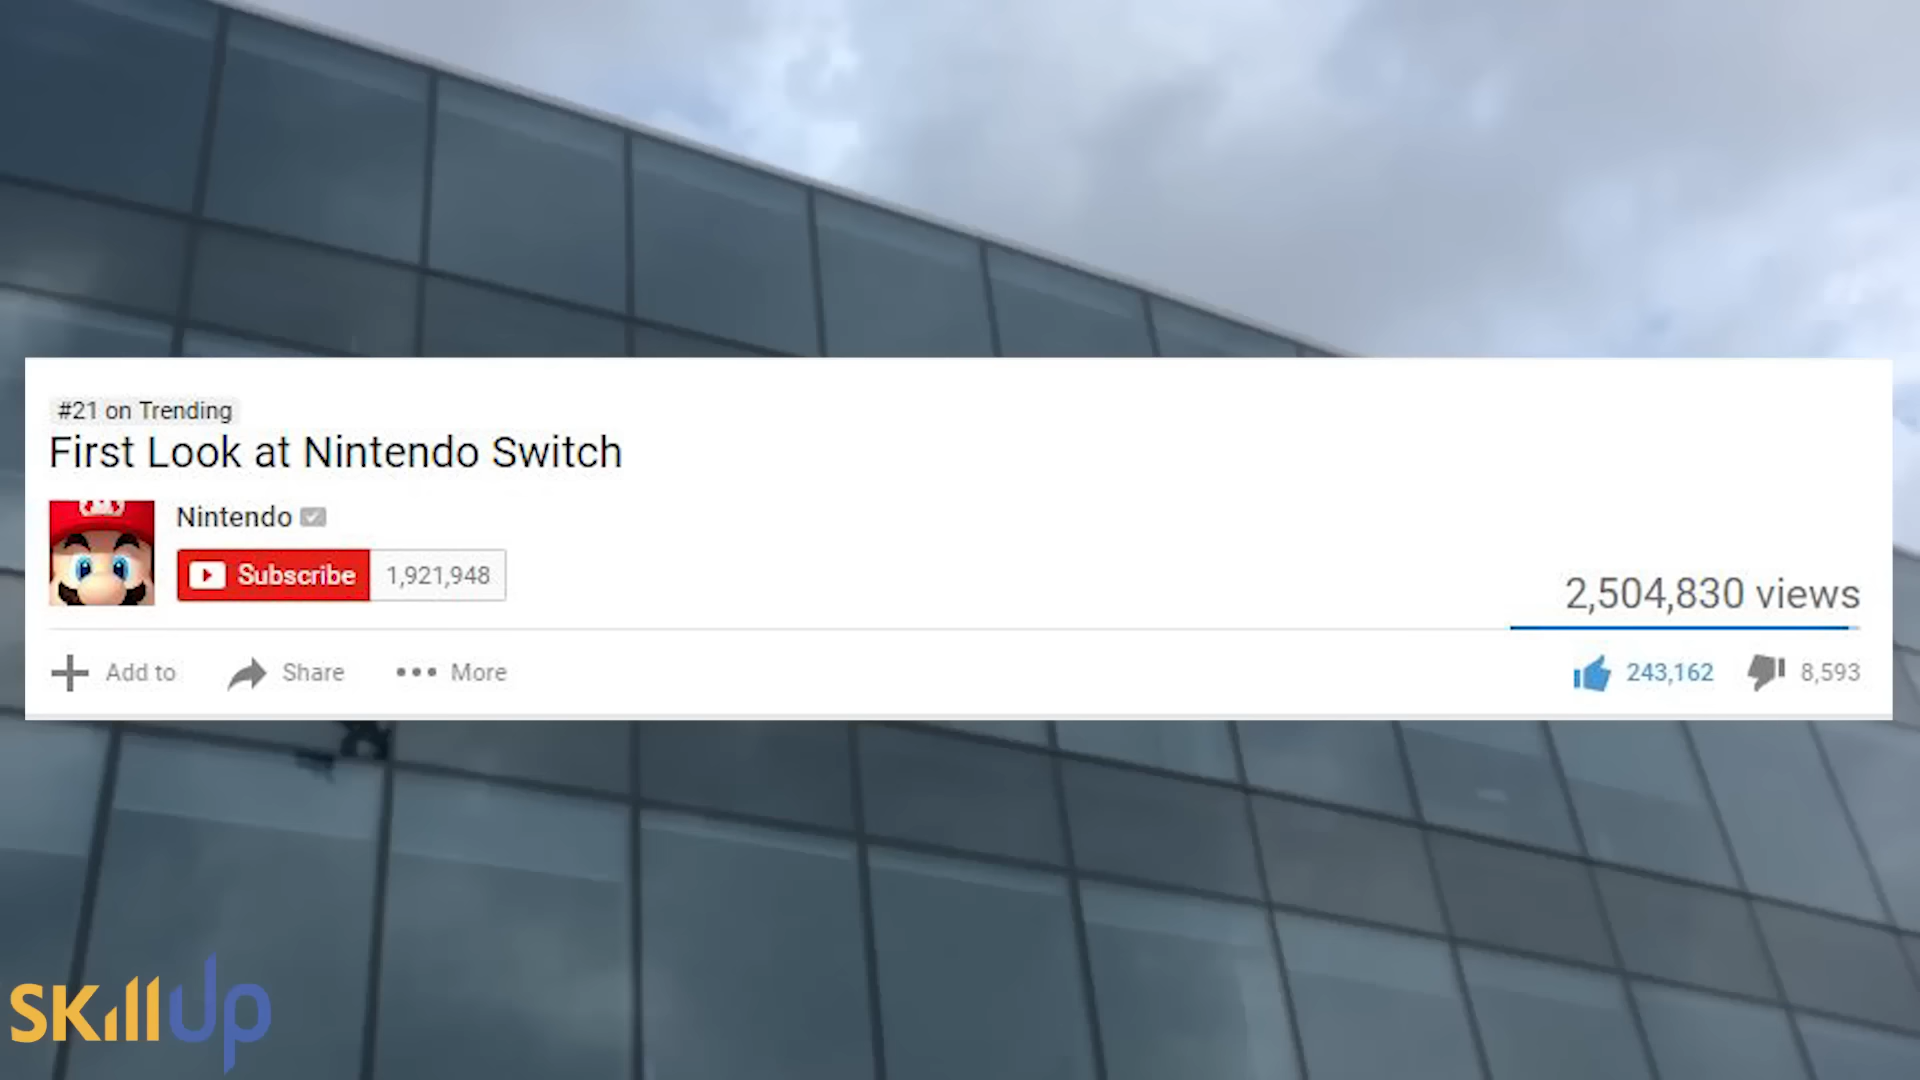 #21 on Trending
First Look at Nintendo Switch
Nintendo
Subscribe 1,921,948
2,504,830 views
Add to Share More 243,162 8,593
SKillUp